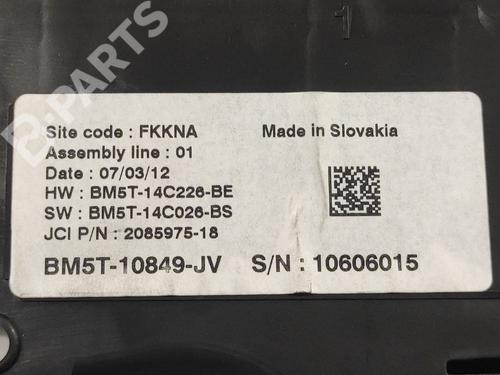 1
B-PARTS
Site code : FKKNA Made in Slovakia
Assembly line : 01
Date : 07/03/12
HW : BM5T-14C226-BE
SW : BM5T-14C026-BS
JCI P/N : 2085975-18
BM5T-10849-JV S/N : 10606015